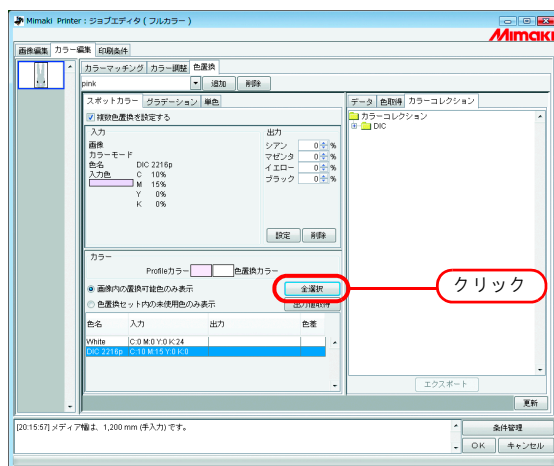 Mimaki Printer : ジョブエディタ ( フルカラー )
Mimaki
画像編集 カラー編集 印刷条件
カラーマッチング カラー調整 色置換
pink 追加 削除
スポットカラー グラデーション 単色
データ 色取得 カラーコレクション
複数色置換を設定する
カラーコレクション
DIC
入力 出力
画像 シアン 0 %
カラーモード マゼンタ 0 %
色名 DIC 2216p イエロー 0 %
入力色 C 10% ブラック 0 %
M 15%
Y 0%
K 0%
設定 削除
カラー
Profileカラー 色置換カラー
画像内の置換可能色のみ表示 全選択
クリック
色置換セット内の未使用色のみ表示 出力値取得
色名 入力 出力 色差
White C:0 M:0 Y:0 K:24
DIC 2216p C:10 M:15 Y:0 K:0
エクスポート
更新
[20:15:57] メディア幅は、1,200 mm (手入力) です。
条件管理
OK キャンセル